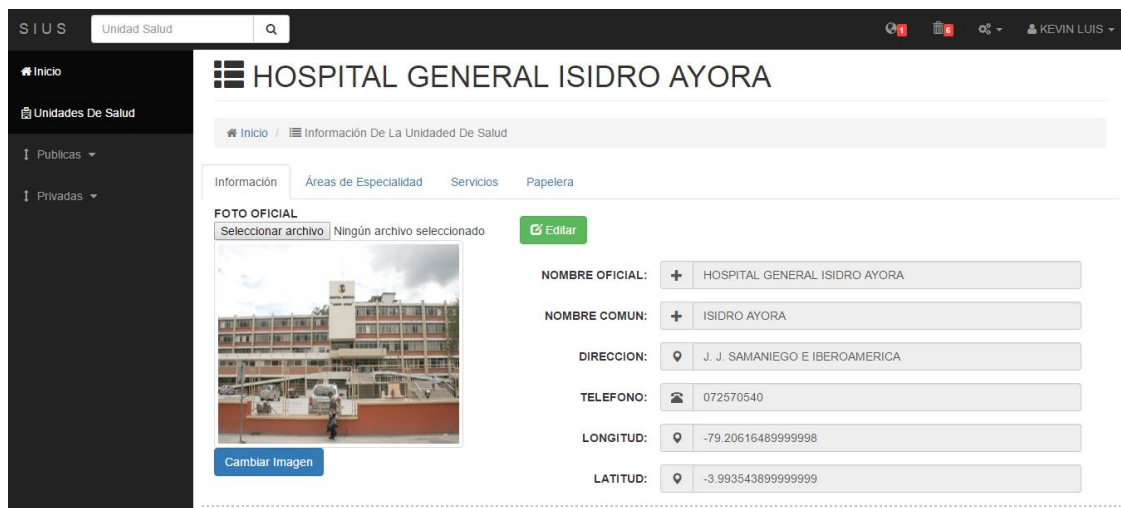 SIUS
Unidad Salud
1
6
KEVIN LUIS
Inicio
Unidades De Salud
Publicas
Privadas
HOSPITAL GENERAL ISIDRO AYORA
Inicio / Información De La Unidaded De Salud
Información Áreas de Especialidad Servicios Papelera
FOTO OFICIAL
Seleccionar archivo Ningún archivo seleccionado
Editar
Cambiar Imagen
NOMBRE OFICIAL: HOSPITAL GENERAL ISIDRO AYORA
NOMBRE COMUN: ISIDRO AYORA
DIRECCION: J. J. SAMANIEGO E IBEROAMERICA
TELEFONO: 072570540
LONGITUD: -79.20616489999998
LATITUD: -3.993543899999999